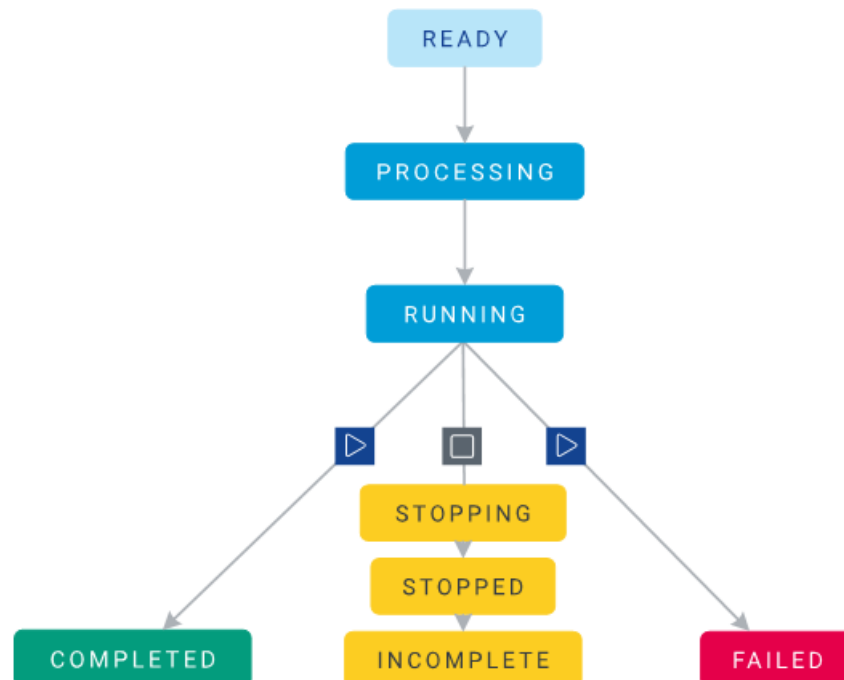 READY
PROCESSING
RUNNING
STOPPING
STOPPED
COMPLETED
INCOMPLETE
FAILED